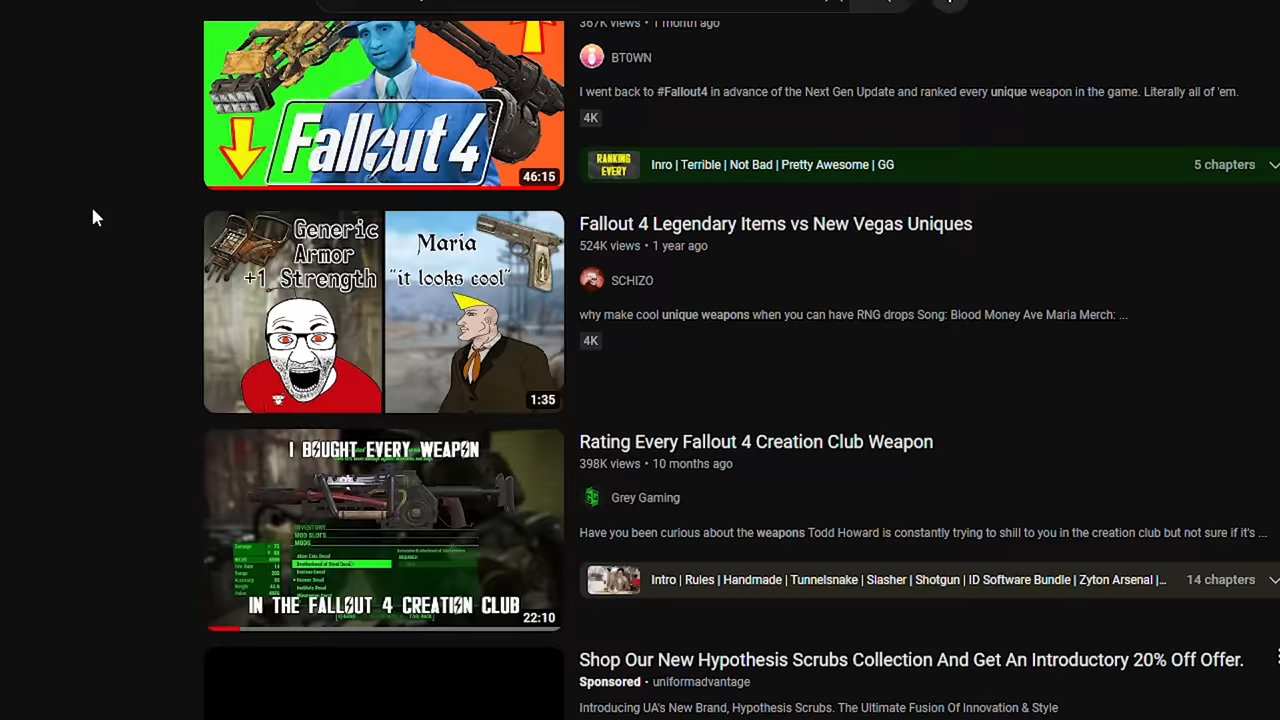 367K views • 1 month ago
BT0WN
I went back to #Fallout4 in advance of the Next Gen Update and ranked every unique weapon in the game. Literally all of 'em.
4K
Fallout 4
46:15
RANKING
EVERY
Inro | Terrible | Not Bad | Pretty Awesome | GG
5 chapters
Generic
Armor
+1 Strength
Maria
"it looks cool"
1:35
Fallout 4 Legendary Items vs New Vegas Uniques
524K views • 1 year ago
SCHIZO
why make cool unique weapons when you can have RNG drops Song: Blood Money Ave Maria Merch: ...
4K
I BOUGHT EVERY WEAPON
INVENTORY
MOD SLOTS
MODS
IN THE FALLOUT 4 CREATION CLUB
22:10
Rating Every Fallout 4 Creation Club Weapon
398K views • 10 months ago
Grey Gaming
Have you been curious about the weapons Todd Howard is constantly trying to shill to you in the creation club but not sure if it's ...
Intro | Rules | Handmade | Tunnelsnake | Slasher | Shotgun | ID Software Bundle | Zyton Arsenal |...
14 chapters
Shop Our New Hypothesis Scrubs Collection And Get An Introductory 20% Off Offer.
Sponsored • uniformadvantage
Introducing UA's New Brand, Hypothesis Scrubs. The Ultimate Fusion Of Innovation & Style